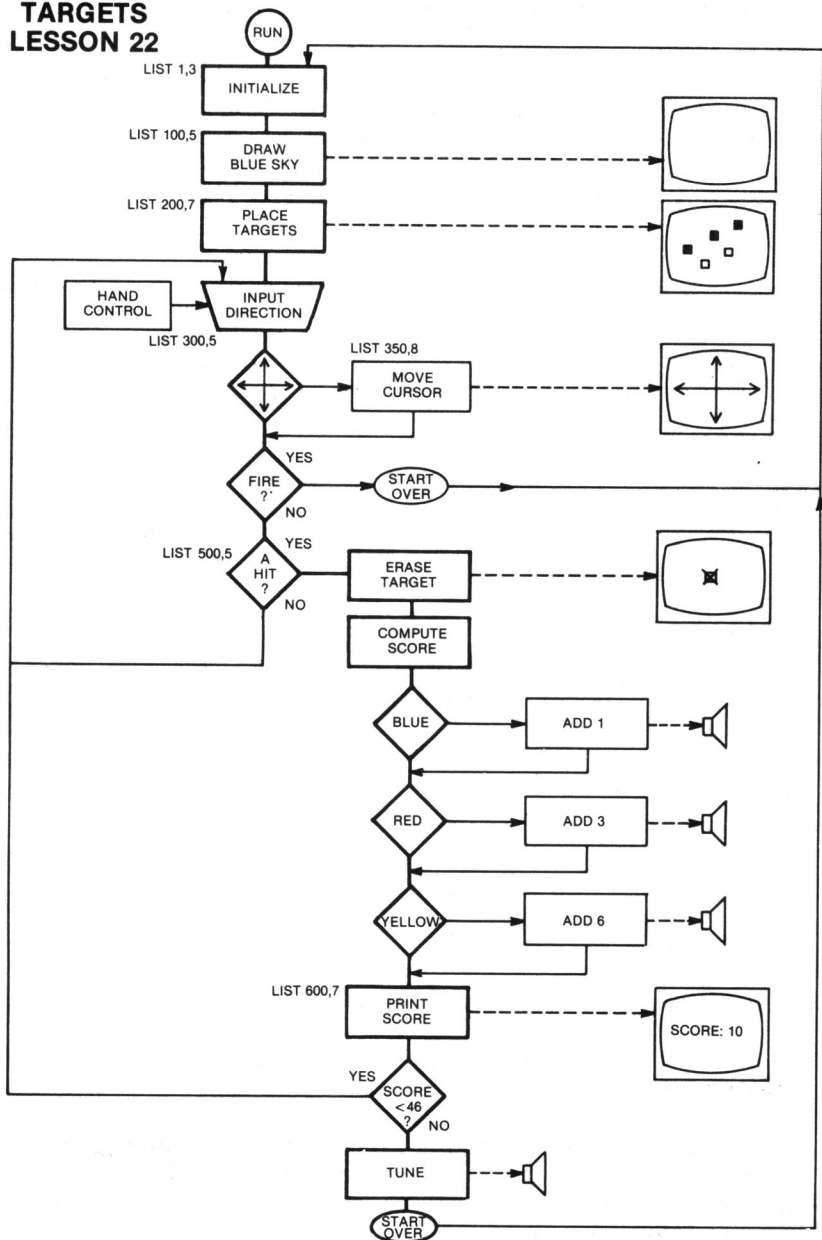 TARGETS
LESSON 22
RUN
LIST 1,3
INITIALIZE
LIST 100,5
DRAW
BLUE SKY
LIST 200,7
PLACE
TARGETS
HAND
CONTROL
INPUT
DIRECTION
LIST 300,5
LIST 350,8
MOVE
CURSOR
YES
FIRE
?
START
OVER
NO
LIST 500,5
YES
A
HIT
?
NO
ERASE
TARGET
COMPUTE
SCORE
BLUE
ADD 1
RED
ADD 3
YELLOW
ADD 6
LIST 600,7
PRINT
SCORE
SCORE: 10
YES
SCORE
<46
?
NO
TUNE
START
OVER